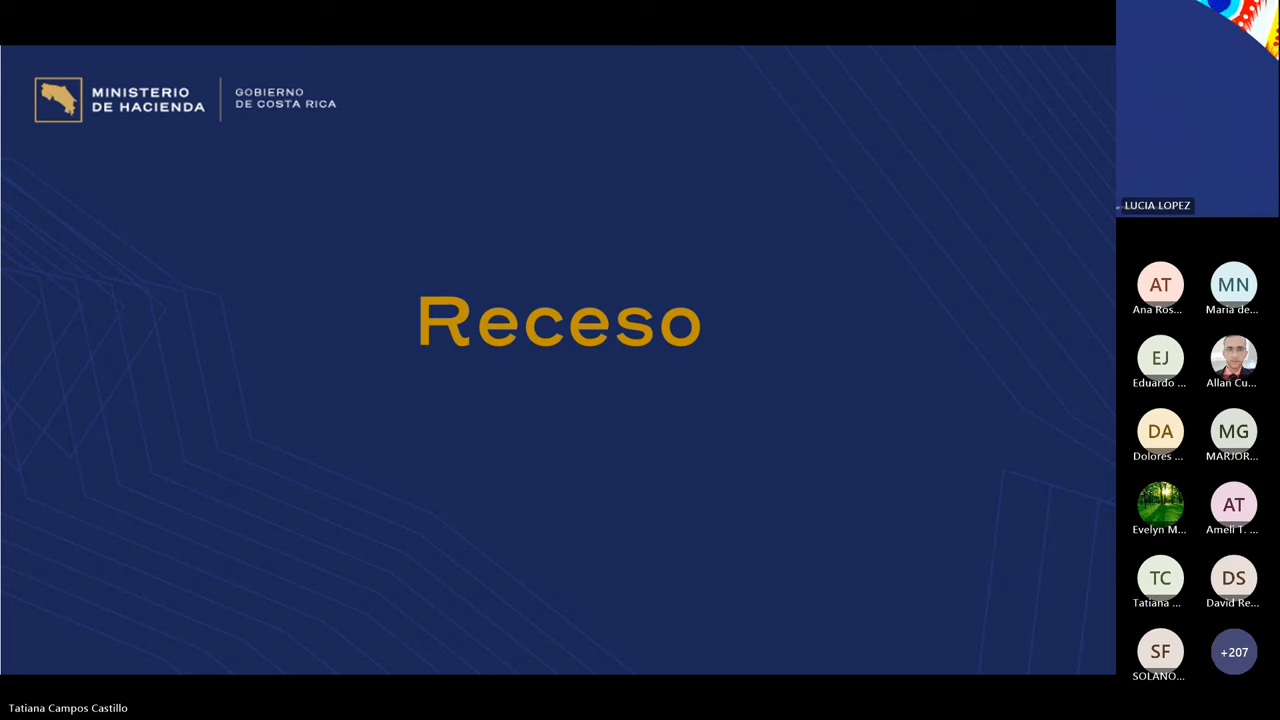 MINISTERIO
DE HACIENDA
GOBIERNO
DE COSTA RICA
Receso
LUCIA LOPEZ
AT
Ana Ros...
MN
Maria de...
EJ
Eduardo ...
Allan Cu...
DA
Dolores ...
MG
MARJOR...
Evelyn M...
AT
Ameli T. ...
TC
Tatiana ...
DS
David Re...
SF
SOLANO...
+207
Tatiana Campos Castillo